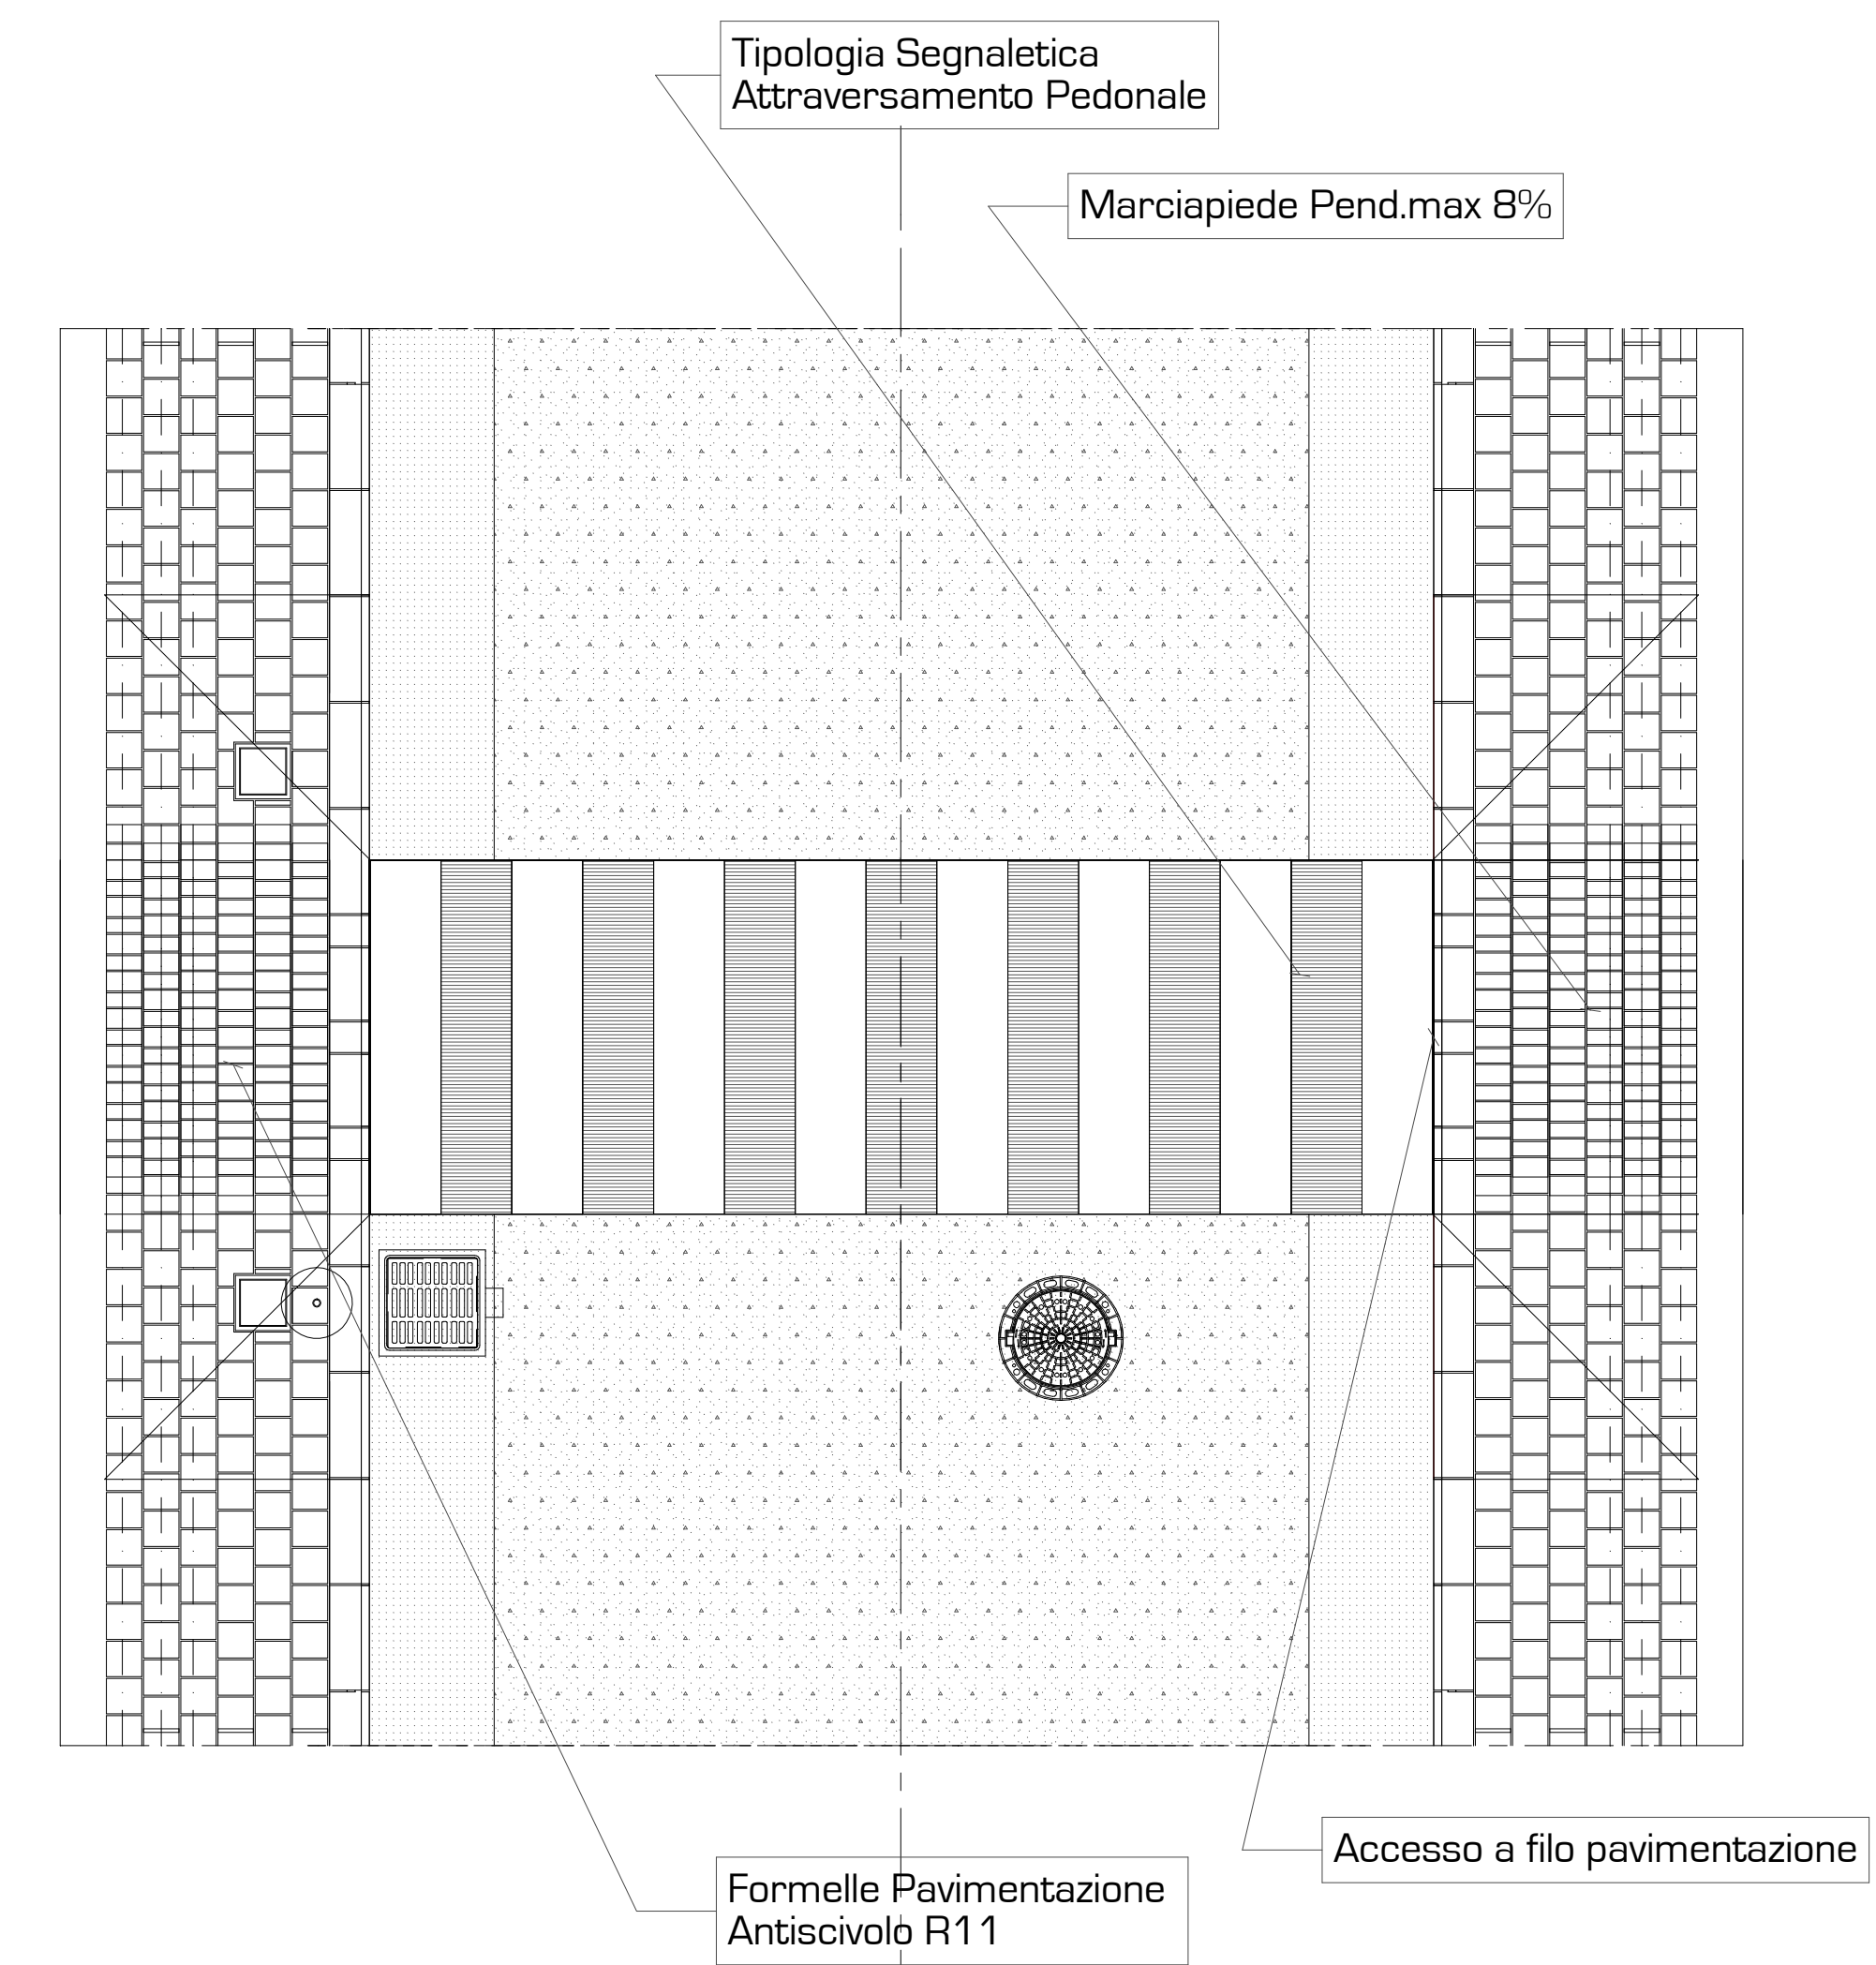 Tipologia Segnaletica
Attraversamento Pedonale
Marciapiede Pend.max 8%
Accesso a filo pavimentazione
Formelle Pavimentazione
Antiscivolo R11